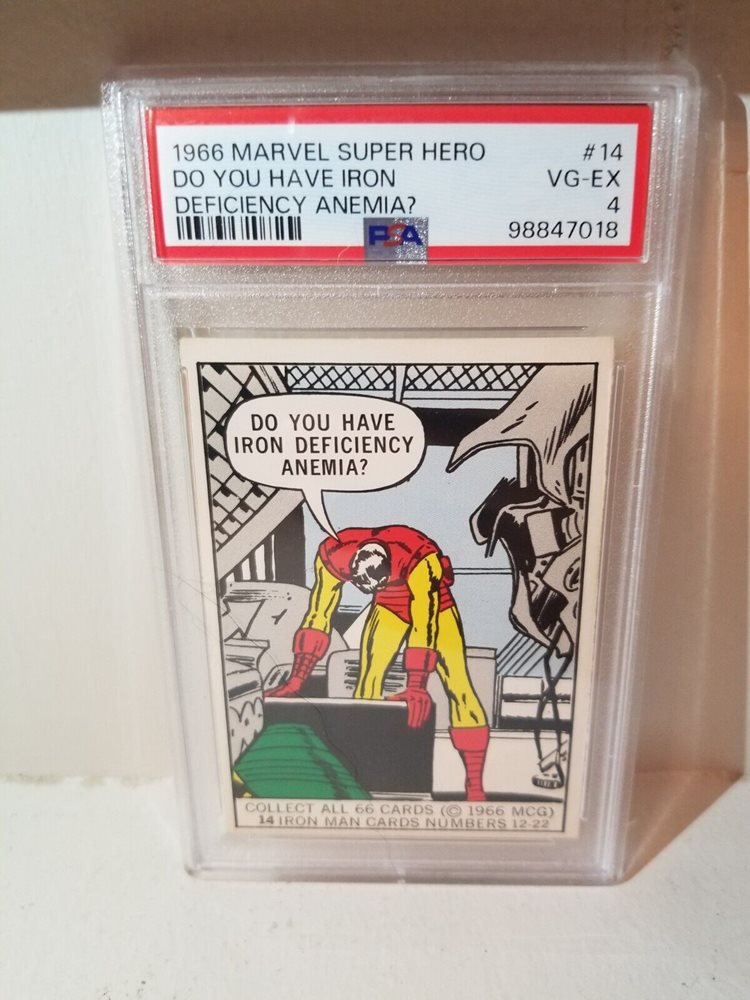 1966 MARVEL SUPER HERO #14
DO YOU HAVE IRON VG-EX
DEFICIENCY ANEMIA? 4
PSA 98847018
DO YOU HAVE
IRON DEFICIENCY
ANEMIA?
COLLECT ALL 66 CARDS (© 1966 MCG)
14 IRON MAN CARDS NUMBERS 12-22